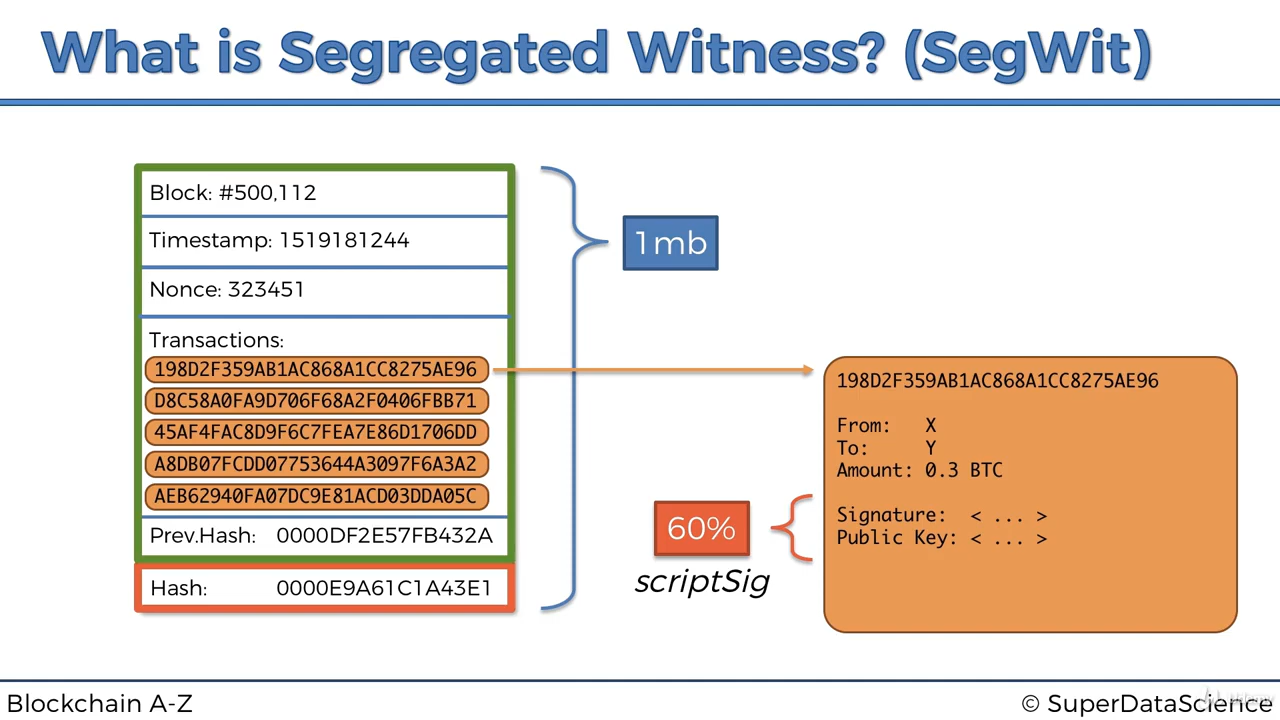 What is Segregated Witness? (SegWit)
Block: #500,112
Timestamp: 1519181244
Nonce: 323451
Transactions:
198D2F359AB1AC868A1CC8275AE96
D8C58A0FA9D706F68A2F0406FBB71
45AF4FAC8D9F6C7FEA7E86D1706DD
A8DB07FCDD07753644A3097F6A3A2
AEB62940FA07DC9E81ACD03DDA05C
Prev.Hash: 0000DF2E57FB432A
Hash: 0000E9A61C1A43E1
1mb
198D2F359AB1AC868A1CC8275AE96
From: X
To: Y
Amount: 0.3 BTC
Signature: < ... >
Public Key: < ... >
60%
scriptSig
Blockchain A-Z
© SuperDataScience